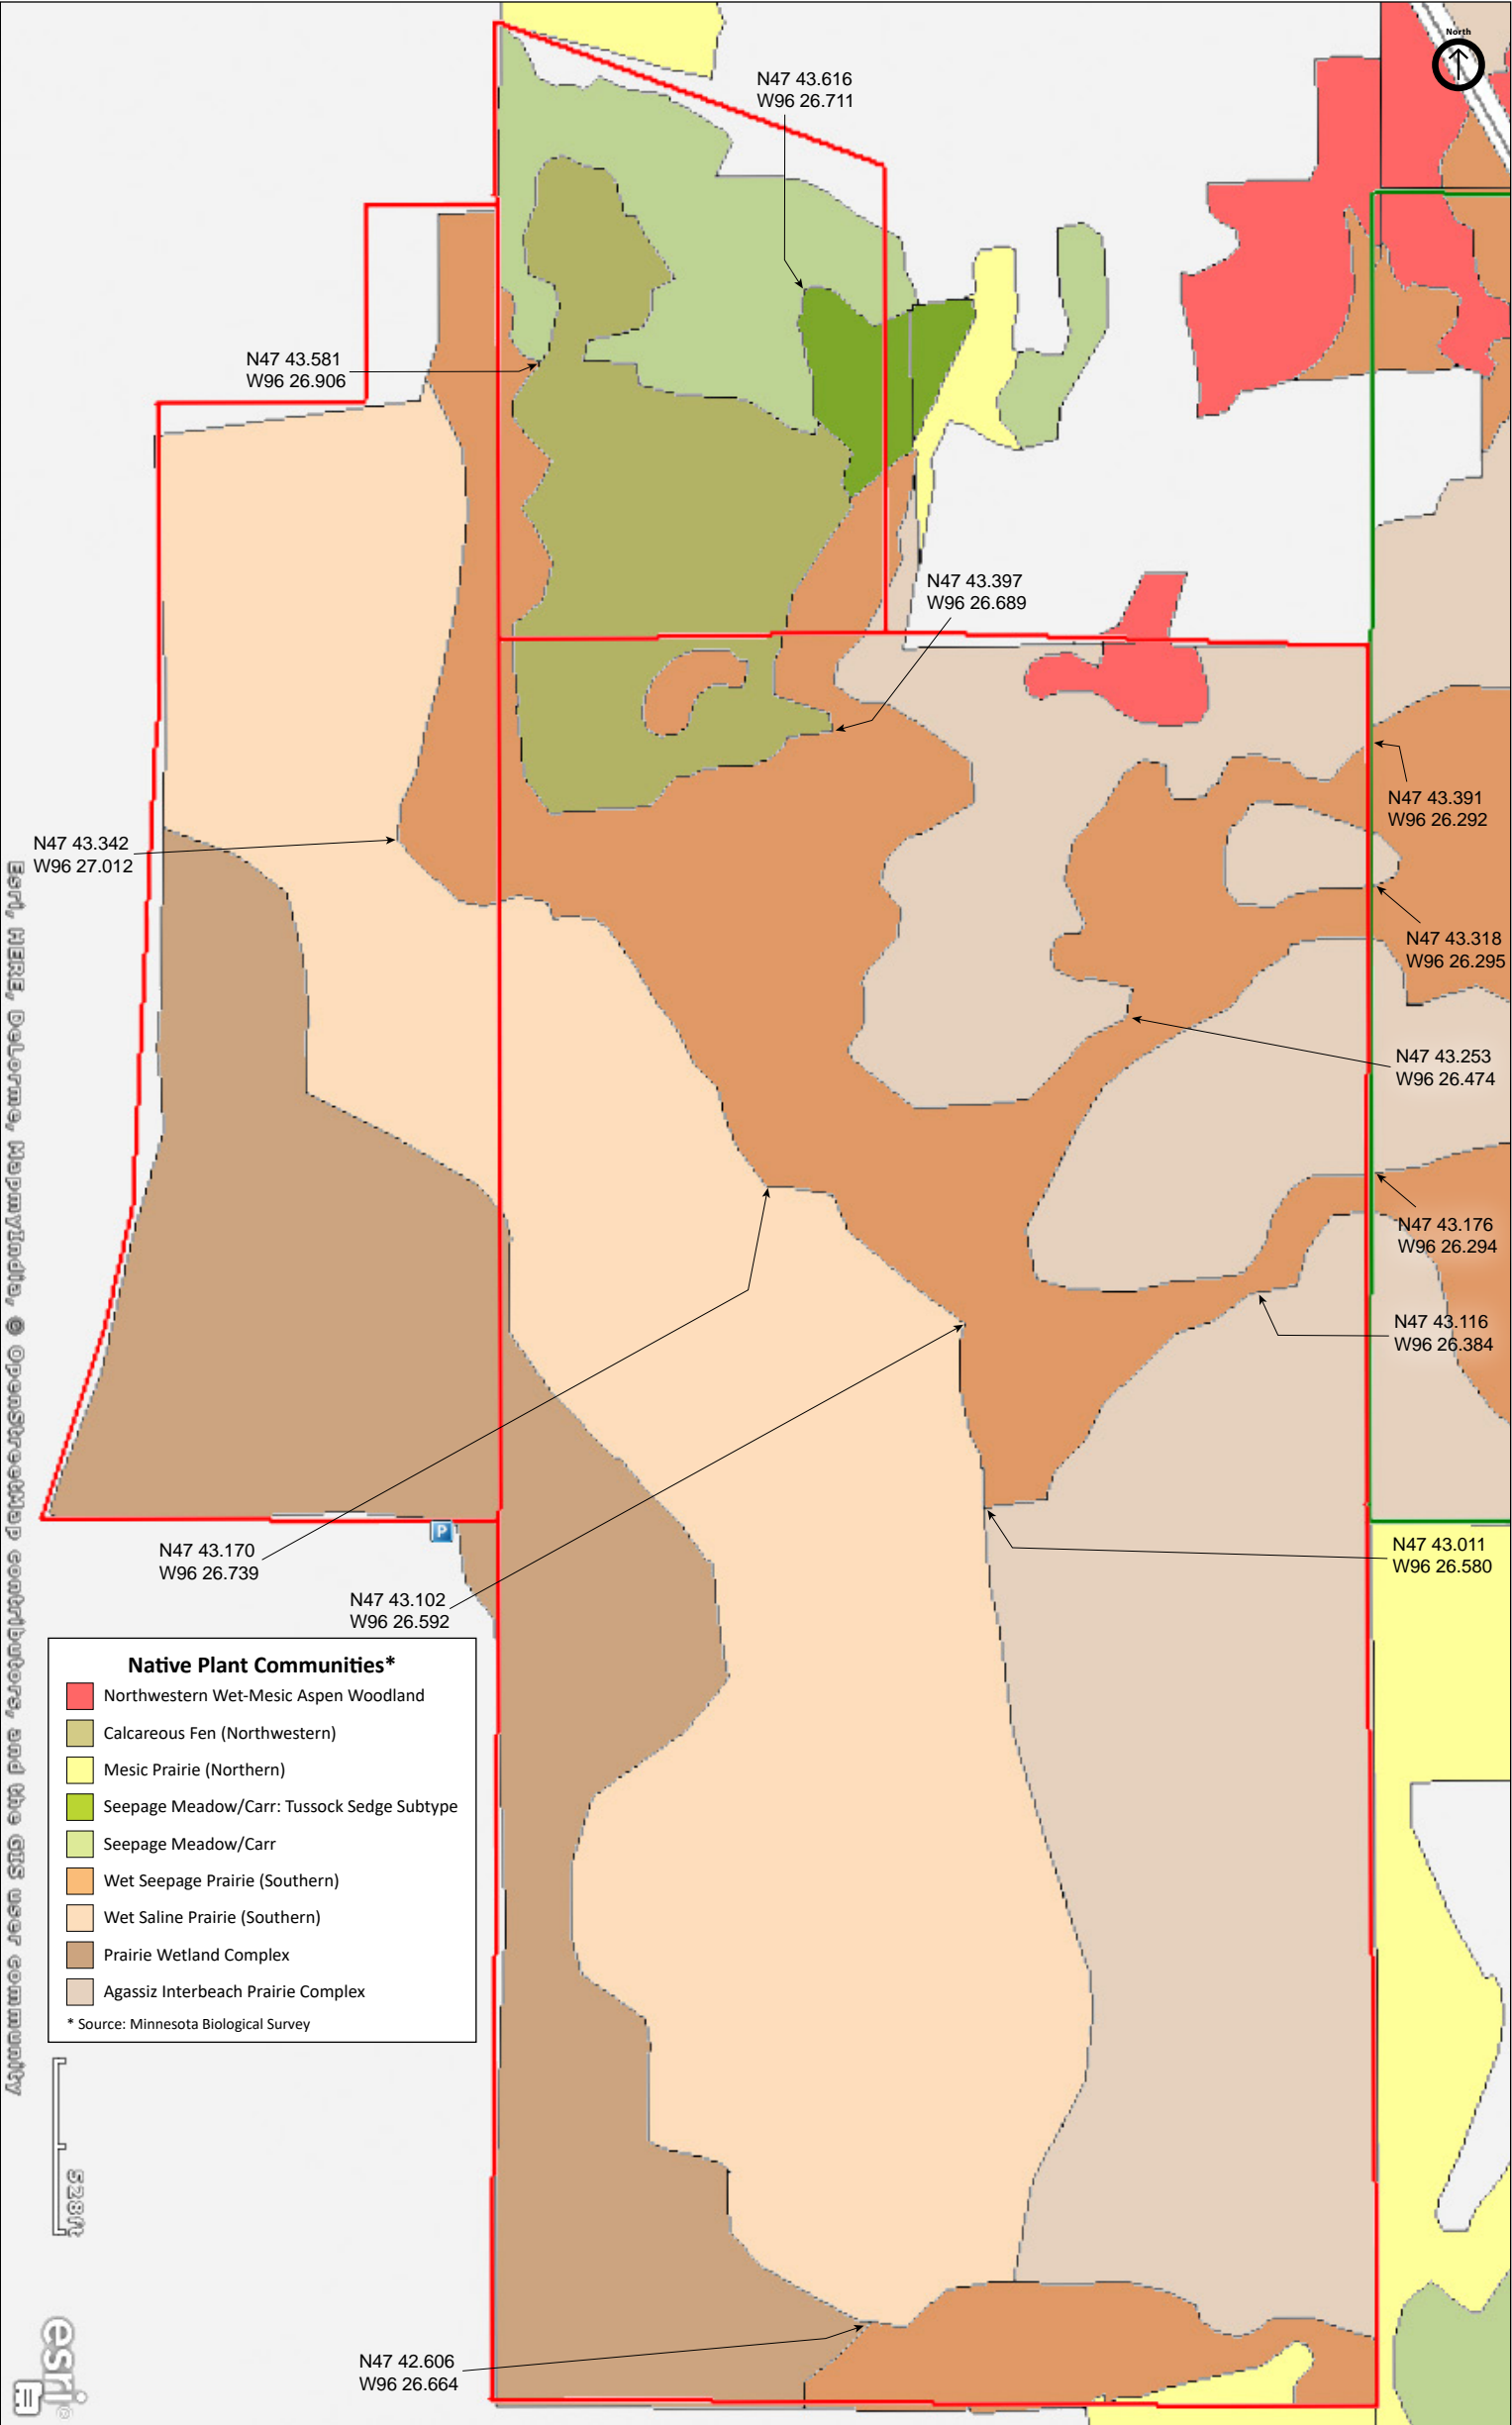 North
N47 43.616
W96 26.711
N47 43.581
W96 26.906
N47 43.397
W96 26.689
N47 43.391
W96 26.292
N47 43.342
W96 27.012
N47 43.318
W96 26.295
N47 43.253
W96 26.474
N47 43.176
W96 26.294
N47 43.116
W96 26.384
N47 43.011
W96 26.580
N47 43.170
W96 26.739
N47 43.102
W96 26.592
P
Native Plant Communities*
Northwestern Wet-Mesic Aspen Woodland
Calcareous Fen (Northwestern)
Mesic Prairie (Northern)
Seepage Meadow/Carr: Tussock Sedge Subtype
Seepage Meadow/Carr
Wet Seepage Prairie (Southern)
Wet Saline Prairie (Southern)
Prairie Wetland Complex
Agassiz Interbeach Prairie Complex
* Source: Minnesota Biological Survey
N47 42.606
W96 26.664
528ft
Esri, HERE, DeLorme, MapmyIndia, © OpenStreetMap contributors, and the GIS user community
esri©